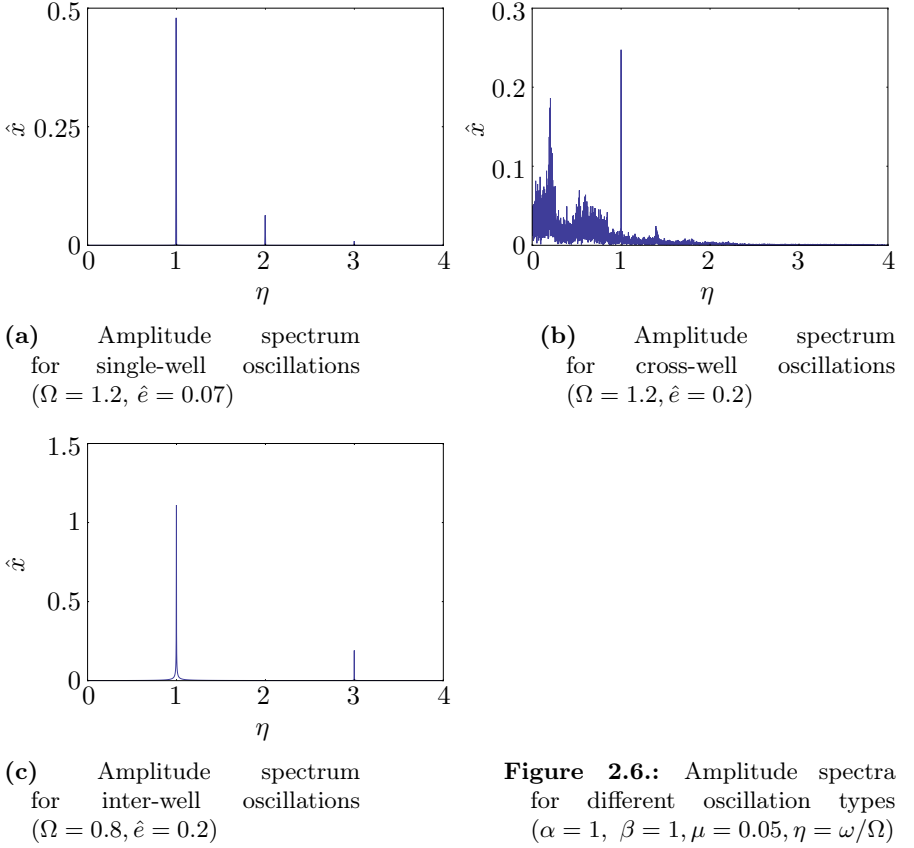 0.5
0.25
0
x̂
0 1 2 3 4
η
(a) Amplitude spectrum
for single-well oscillations
(Ω = 1.2, ê = 0.07)
0.3
0.2
0.1
0
x̂
0 1 2 3 4
η
(b) Amplitude spectrum
for cross-well oscillations
(Ω = 1.2, ê = 0.2)
1.5
1
0.5
0
x̂
0 1 2 3 4
η
(c) Amplitude spectrum
for inter-well oscillations
(Ω = 0.8, ê = 0.2)
Figure 2.6.: Amplitude spectra
for different oscillation types
(α = 1, β = 1, μ = 0.05, η = ω/Ω)